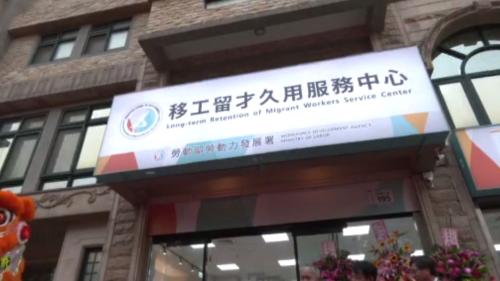 移工留才久用服務中心
Long-term Retention of Migrant Workers Service Center
勞動部勞動力發展署
WORKFORCE DEVELOPMENT AGENCY
MINISTRY OF LABOR
195